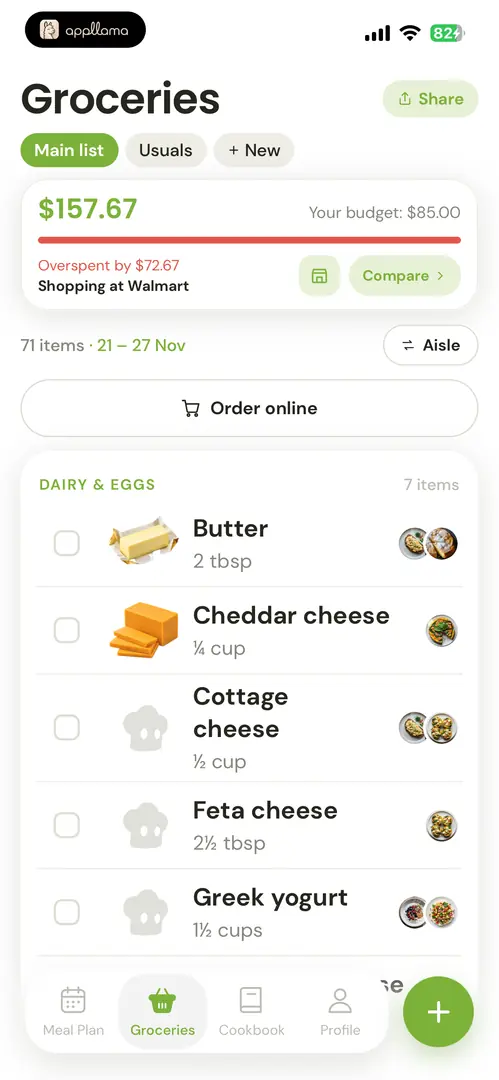 appllama
82
Groceries
Share
Main list
Usuals
+ New
$157.67
Your budget: $85.00
Overspent by $72.67
Shopping at Walmart
Compare >
71 items · 21 – 27 Nov
Aisle
Order online
DAIRY & EGGS
7 items
Butter
2 tbsp
Cheddar cheese
¼ cup
Cottage
cheese
½ cup
Feta cheese
2½ tbsp
Greek yogurt
1½ cups
Meal Plan
Groceries
Cookbook
Profile
+